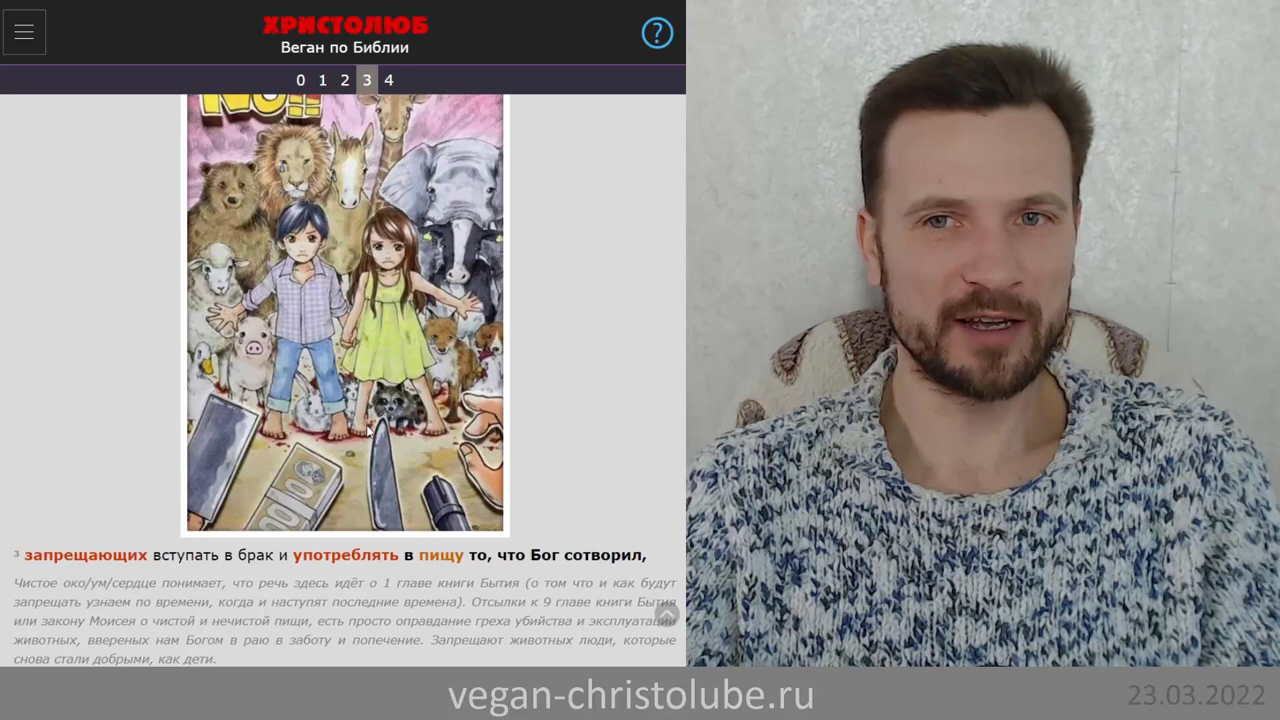 ХРИСТОЛЮБ
Веган по Библии
?
0 1 2 3 4
NO!!
3 запрещающих вступать в брак и употреблять в пищу то, что Бог сотворил,
Чистое око/ум/сердце понимает, что речь здесь идёт о 1 главе книги Бытия (о том что и как будут
запрещать узнаем по времени, когда и наступят последние времена). Отсылки к 9 главе книги Бытия
или закону Моисея о чистой и нечистой пищи, есть просто оправдание греха убийства и эксплуатации
животных, ввереных нам Богом в раю в заботу и попечение. Запрещают животных люди, которые
снова стали добрыми, как дети.
vegan-christolube.ru
23.03.2022